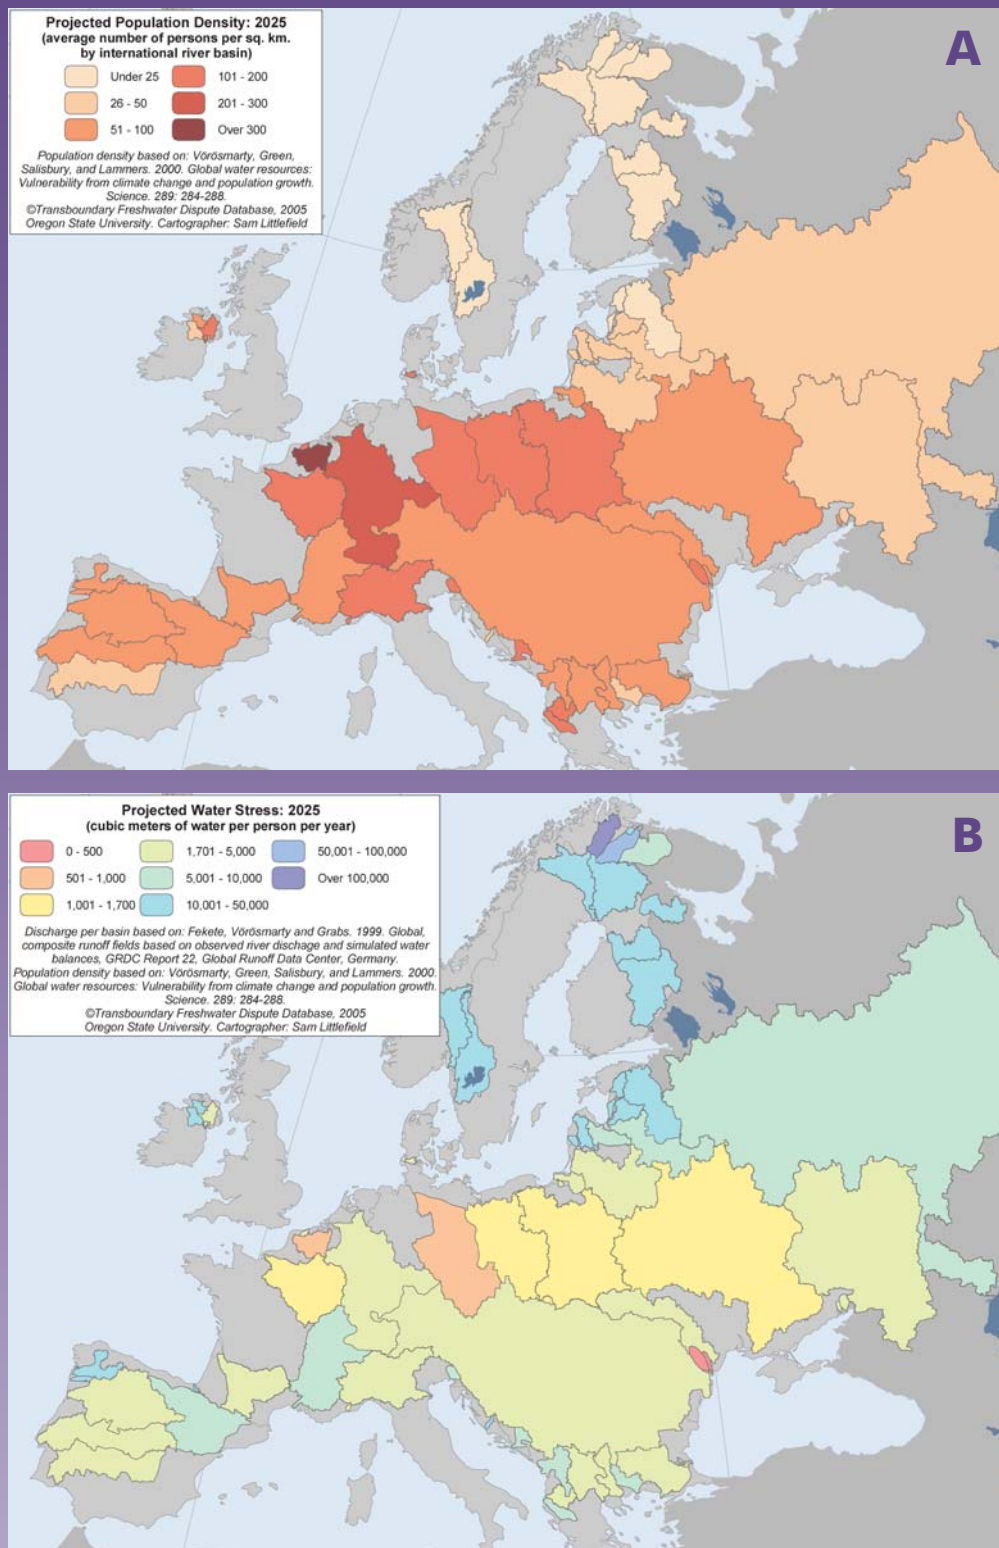 Projected Population Density: 2025
(average number of persons per sq. km.
by international river basin)
Under 25
101 - 200
26 - 50
201 - 300
51 - 100
Over 300
Population density based on: Vörösmarty, Green,
Salisbury, and Lammers. 2000. Global water resources:
Vulnerability from climate change and population growth.
Science. 289: 284-288.
©Transboundary Freshwater Dispute Database, 2005
Oregon State University. Cartographer: Sam Littlefield
A
Projected Water Stress: 2025
(cubic meters of water per person per year)
0 - 500
1,701 - 5,000
50,001 - 100,000
501 - 1,000
5,001 - 10,000
Over 100,000
1,001 - 1,700
10,001 - 50,000
Discharge per basin based on: Fekete, Vörösmarty and Grabs. 1999. Global,
composite runoff fields based on observed river discharge and simulated water
balances, GRDC Report 22, Global Runoff Data Center, Germany.
Population density based on: Vörösmarty, Green, Salisbury, and Lammers. 2000.
Global water resources: Vulnerability from climate change and population growth.
Science. 289: 284-288.
©Transboundary Freshwater Dispute Database, 2005
Oregon State University. Cartographer: Sam Littlefield
B